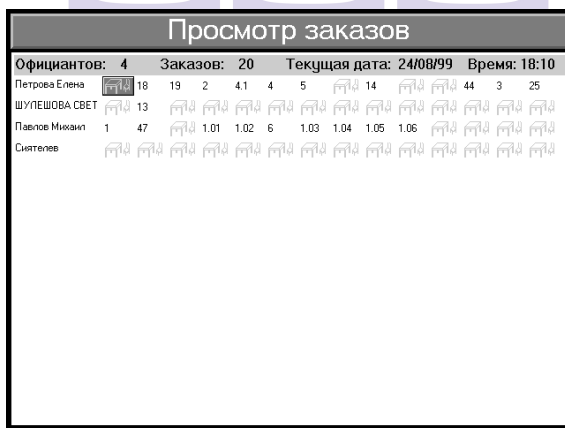 Просмотр заказов
Официантов: 4 Заказов: 20 Текущая дата: 24/08/99 Время: 18:10
Петрова Елена 18 19 2 4.1 4 5 14 44 3 25
ШУЛЕШОВА СВЕТ 13
Павлов Михаил 1 47 1.01 1.02 6 1.03 1.04 1.05 1.06
Сиятелев